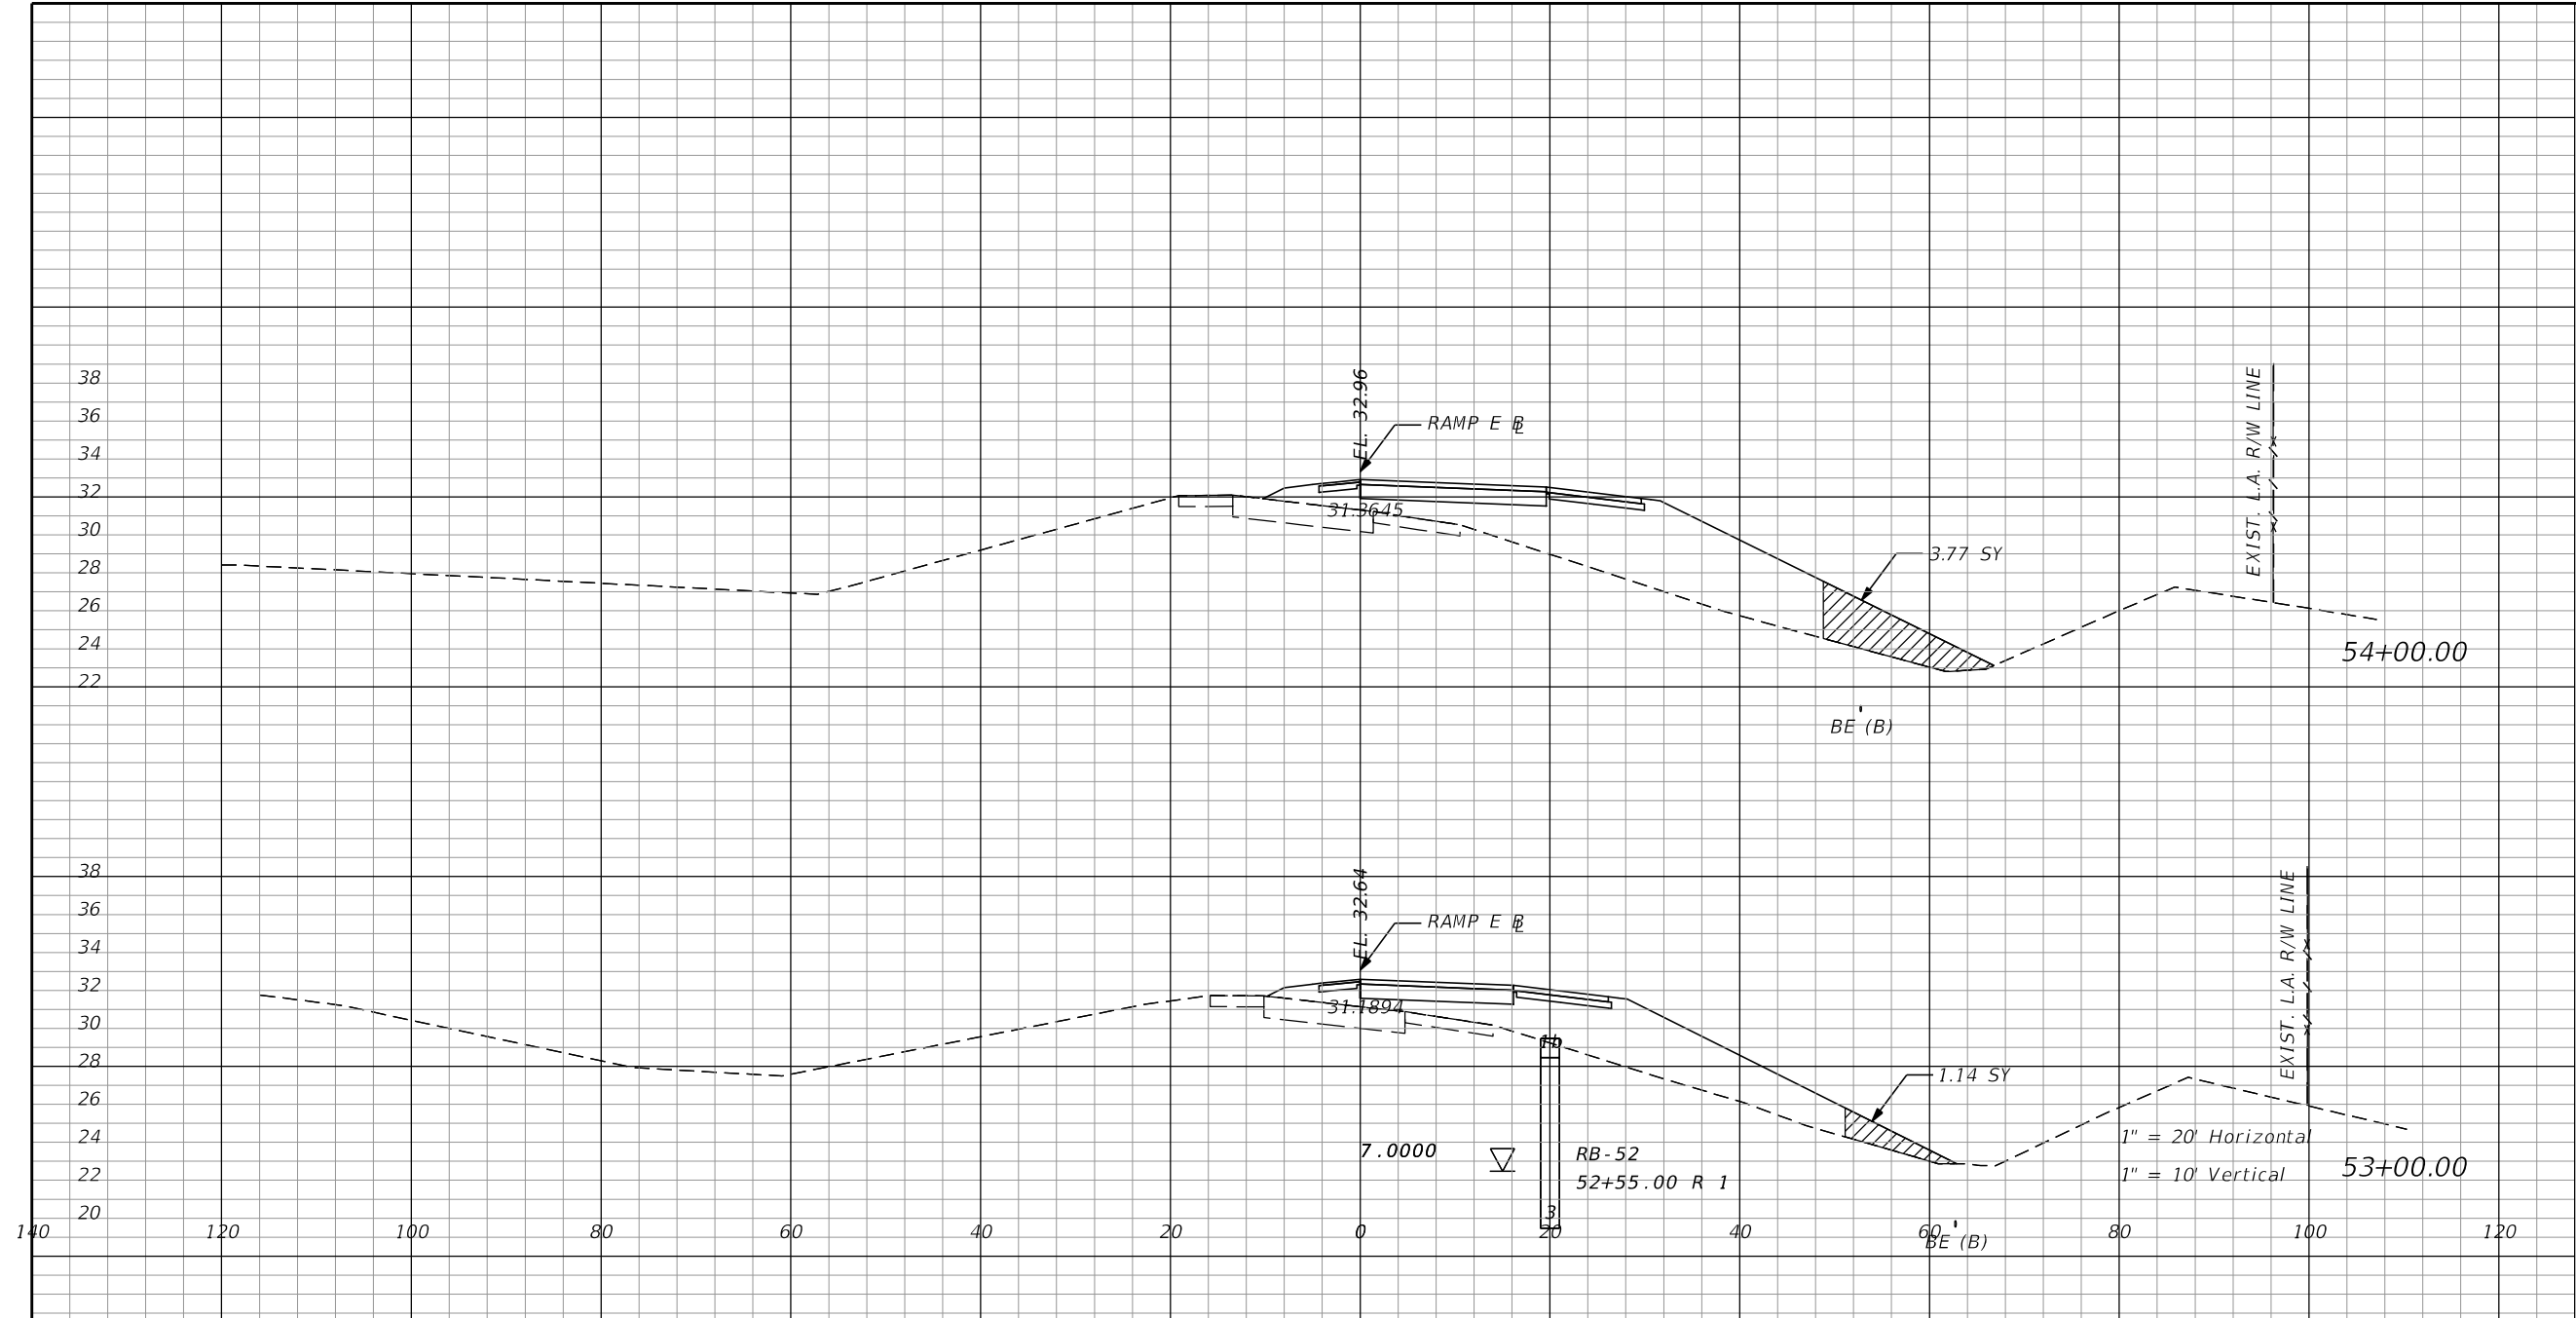 38
36
34
32
30
28
26
24
22
EL. 32.96
RAMP E BL
31.3645
3.77 SY
EXIST. L.A. R/W LINE
54+00.00
BE (B)
38
36
34
32
30
28
26
24
22
20
EL. 32.64
RAMP E BL
31.1894
1b
1.14 SY
EXIST. L.A. R/W LINE
7.0000
RB-52
52+55.00 R 1
3
1" = 20' Horizontal
1" = 10' Vertical
53+00.00
140 120 100 80 60 40 20 0 20 40 60 80 100 120
BE (B)